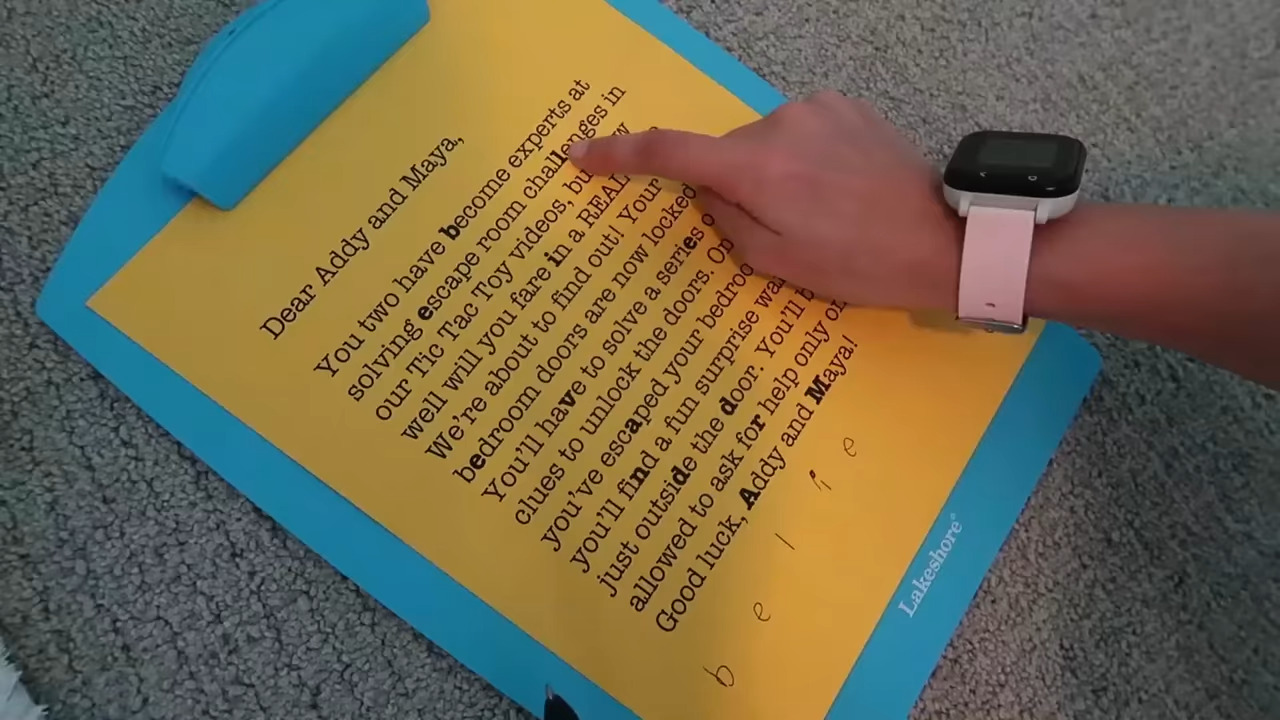 Dear Addy and Maya,
You two have become experts at
solving escape room challenges in
our Tic Tac Toy videos,
well will you fare in a REAL
We're about to find out! Your
bedroom doors are now locked
You'll have to solve a series
clues to unlock the doors.
you've escaped your
you'll find a fun surprise
just outside the door. You'll
allowed to ask for help only
Good luck, Addy and Maya!
b e l i e
Lakeshore®